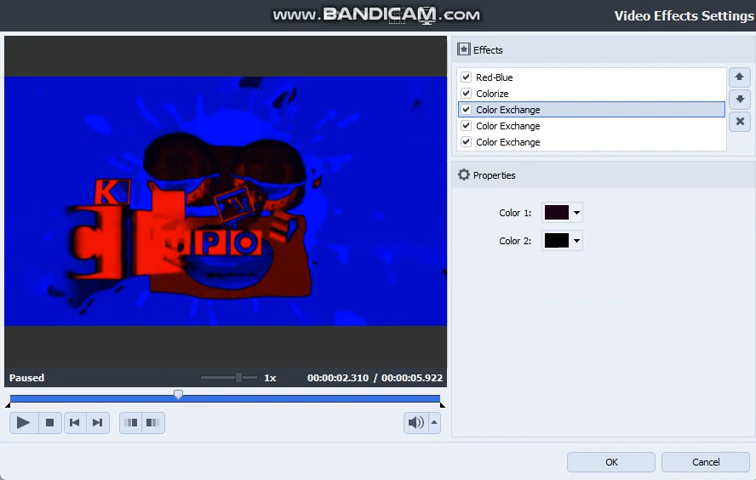 www.BANDICAM.com
Video Effects Settings
Effects
Red-Blue
Colorize
Color Exchange
Color Exchange
Color Exchange
Properties
Color 1:
Color 2:
K
C
PO
Paused
1x
00:00:02.310 / 00:00:05.922
OK
Cancel